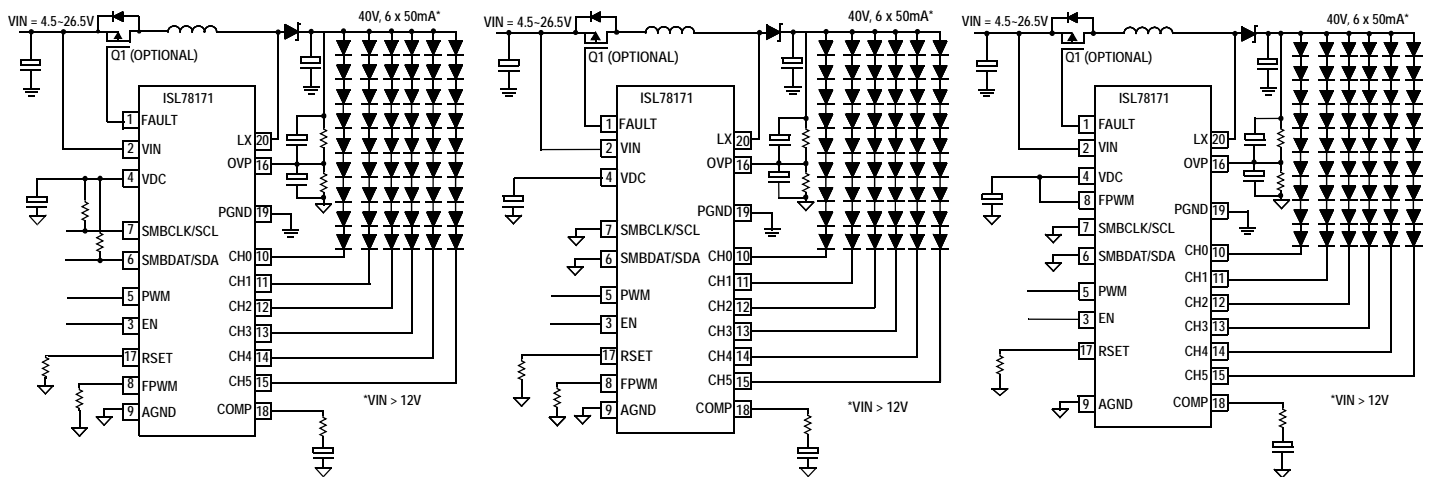 VIN = 4.5~26.5V
40V, 6 x 50mA*
Q1 (OPTIONAL)
ISL78171
1 FAULT
LX 20
2 VIN
OVP 16
4 VDC
PGND 19
7 SMBCLK/SCL
6 SMBDAT/SDA
CH0 10
CH1 11
5 PWM
CH2 12
3 EN
CH3 13
17 RSET
CH4 14
8 FPWM
CH5 15
9 AGND
COMP 18
*VIN > 12V
VIN = 4.5~26.5V
40V, 6 x 50mA*
Q1 (OPTIONAL)
ISL78171
1 FAULT
LX 20
2 VIN
OVP 16
4 VDC
PGND 19
7 SMBCLK/SCL
6 SMBDAT/SDA
CH0 10
CH1 11
5 PWM
CH2 12
3 EN
CH3 13
17 RSET
CH4 14
8 FPWM
CH5 15
9 AGND
COMP 18
*VIN > 12V
VIN = 4.5~26.5V
40V, 6 x 50mA*
Q1 (OPTIONAL)
ISL78171
1 FAULT
LX 20
2 VIN
OVP 16
4 VDC
8 FPWM
PGND 19
7 SMBCLK/SCL
6 SMBDAT/SDA
CH0 10
CH1 11
5 PWM
CH2 12
3 EN
CH3 13
17 RSET
CH4 14
CH5 15
9 AGND
COMP 18
*VIN > 12V